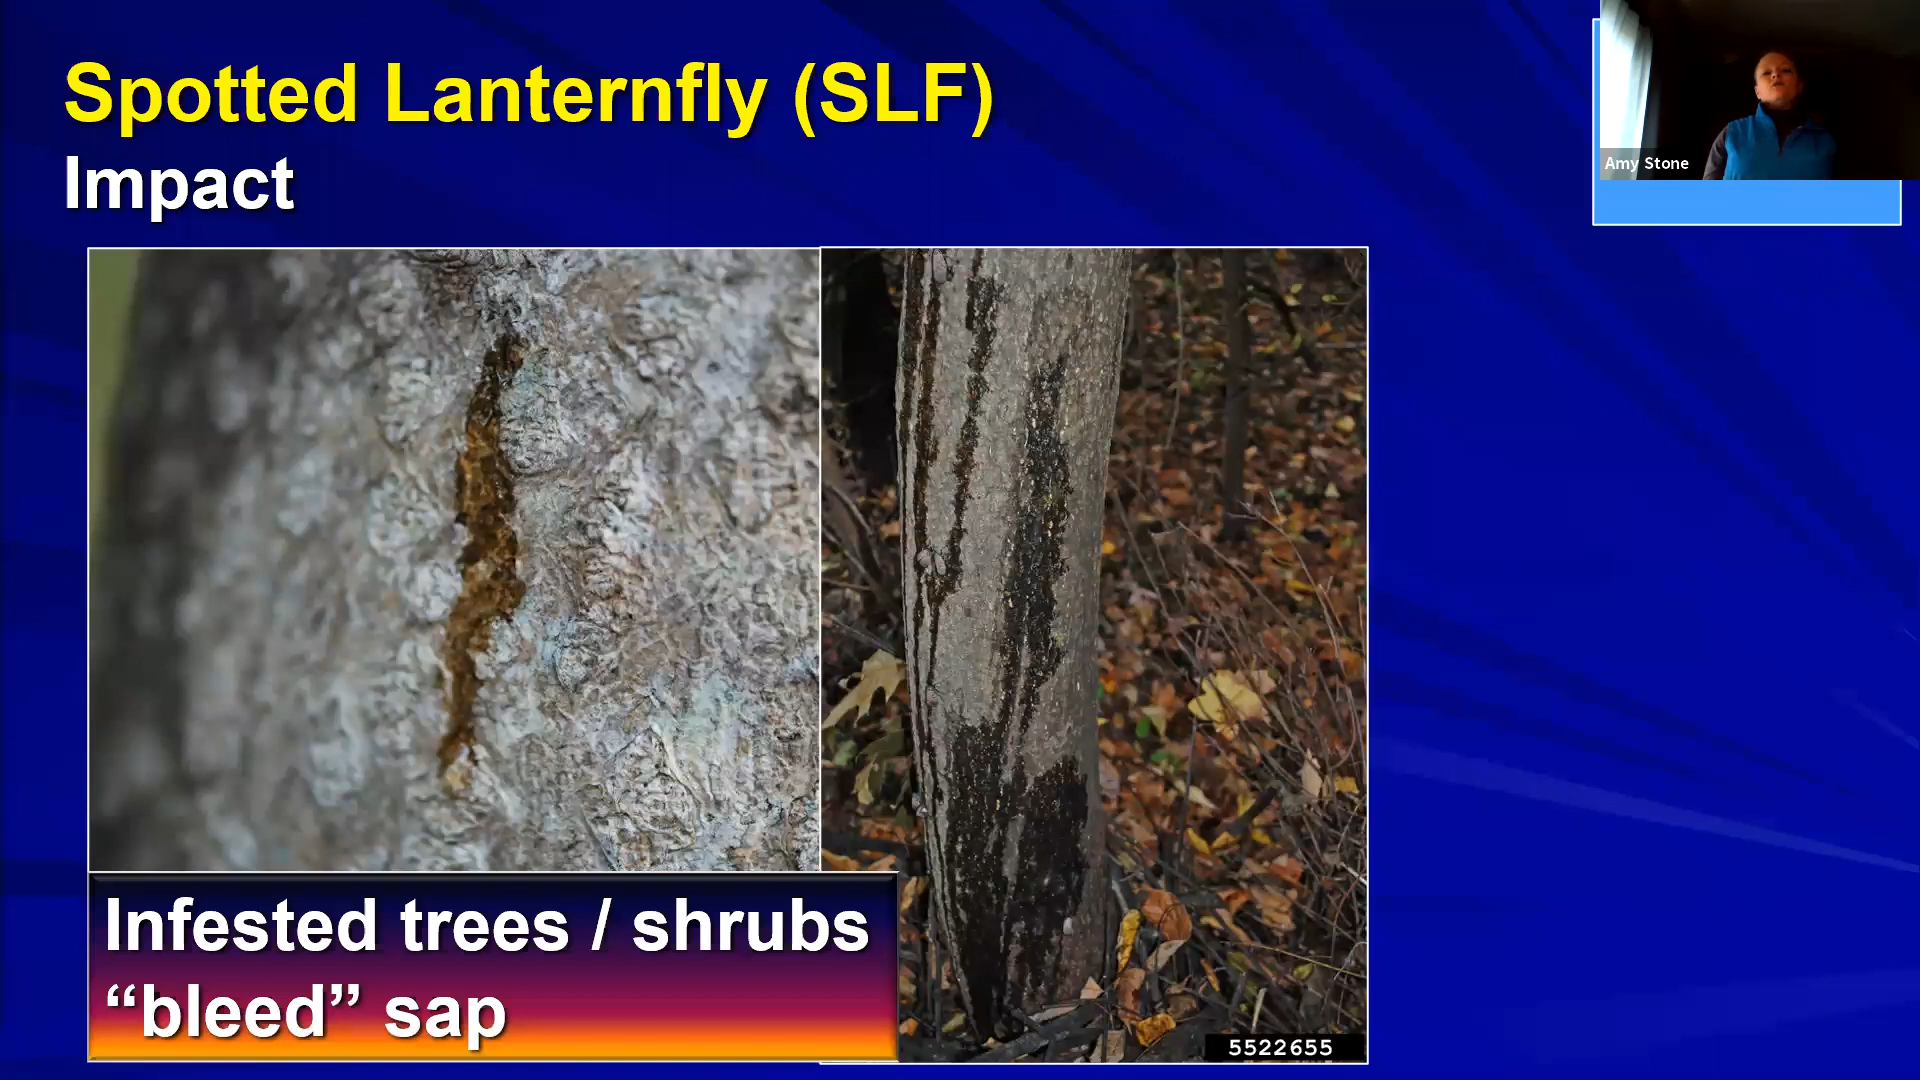 Spotted Lanternfly (SLF)
Impact
Amy Stone
Infested trees / shrubs
“bleed” sap
5522655